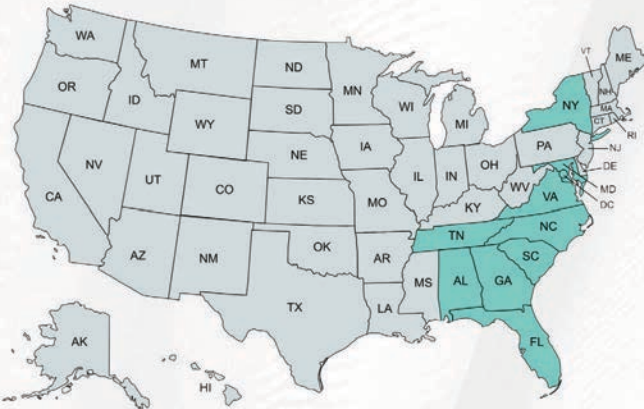 WA
MT
ND
MN
VT
ME
OR
ID
SD
WI
NH
NY
MA
WY
MI
CT
RI
IA
PA
NJ
NE
NV
OH
DE
IL
IN
UT
MD
CO
WV
VA
DC
CA
KS
MO
KY
NC
TN
OK
SC
AZ
NM
AR
MS
AL
GA
TX
LA
FL
AK
HI